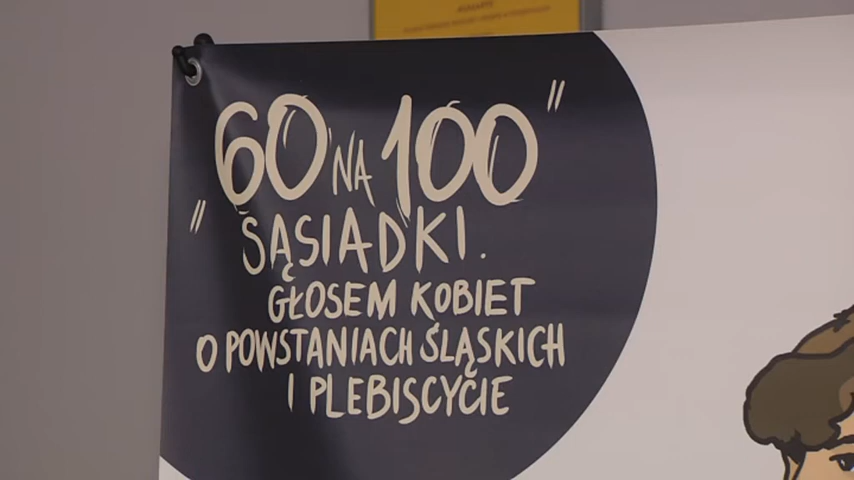 "60 NA 100"
SĄSIADKI.
GŁOSEM KOBIET
O POWSTANIACH ŚLĄSKICH
I PLEBISCYCIE